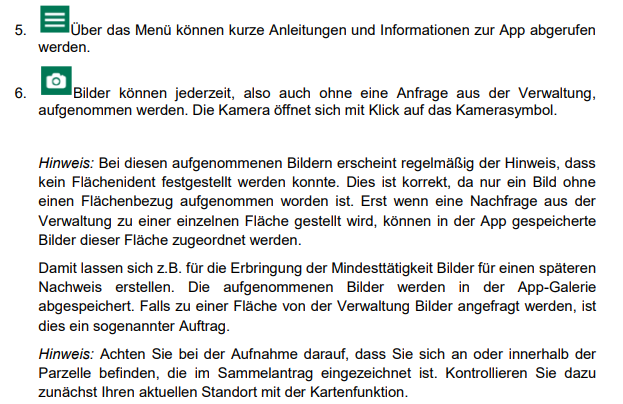 5. Über das Menü können kurze Anleitungen und Informationen zur App abgerufen
werden.
6. Bilder können jederzeit, also auch ohne eine Anfrage aus der Verwaltung,
aufgenommen werden. Die Kamera öffnet sich mit Klick auf das Kamerasymbol.
Hinweis: Bei diesen aufgenommenen Bildern erscheint regelmäßig der Hinweis, dass
kein Flächenident festgestellt werden konnte. Dies ist korrekt, da nur ein Bild ohne
einen Flächenbezug aufgenommen worden ist. Erst wenn eine Nachfrage aus der
Verwaltung zu einer einzelnen Fläche gestellt wird, können in der App gespeicherte
Bilder dieser Fläche zugeordnet werden.
Damit lassen sich z.B. für die Erbringung der Mindesttätigkeit Bilder für einen späteren
Nachweis erstellen. Die aufgenommenen Bilder werden in der App-Galerie
abgespeichert. Falls zu einer Fläche von der Verwaltung Bilder angefragt werden, ist
dies ein sogenannter Auftrag.
Hinweis: Achten Sie bei der Aufnahme darauf, dass Sie sich an oder innerhalb der
Parzelle befinden, die im Sammelantrag eingezeichnet ist. Kontrollieren Sie dazu
zunächst Ihren aktuellen Standort mit der Kartenfunktion.